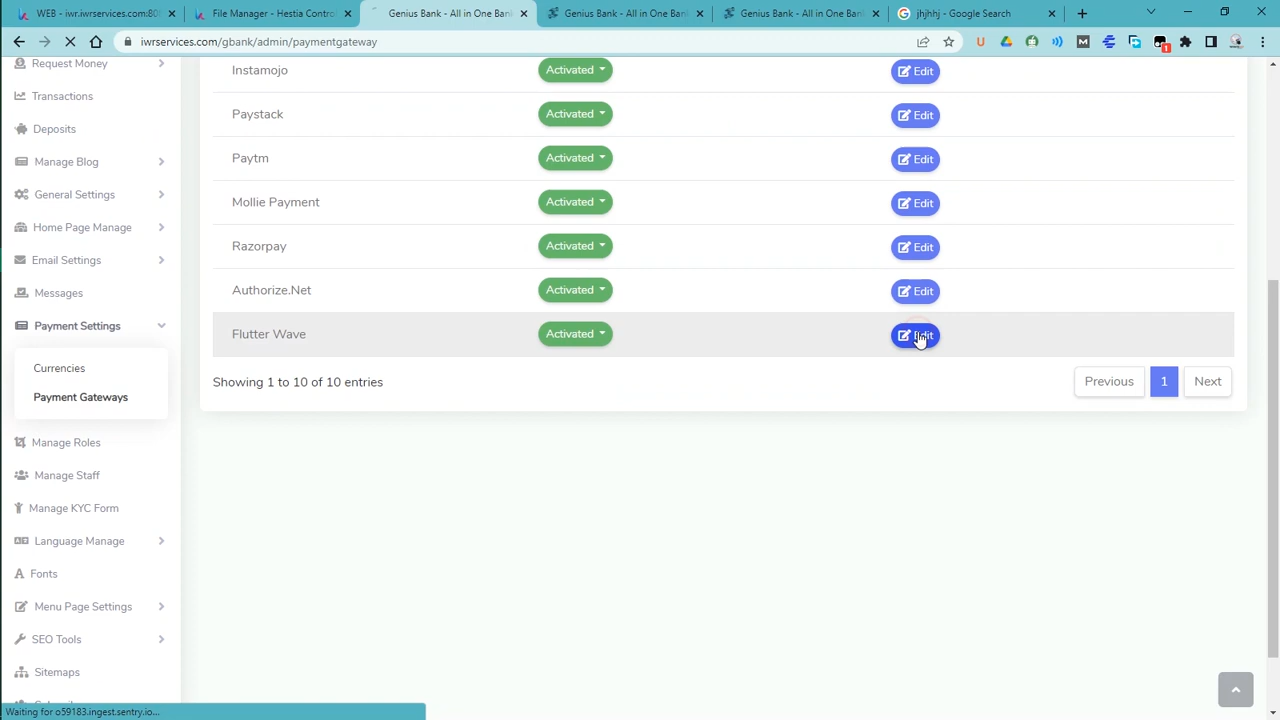 WEB - iwr.iwrservices.com:808
File Manager - Hestia Control
Genius Bank - All in One Bank
Genius Bank - All in One Bank
Genius Bank - All in One Bank
jhjhhj - Google Search
iwrservices.com/gbank/admin/paymentgateway
Request Money
Transactions
Deposits
Manage Blog
General Settings
Home Page Manage
Email Settings
Messages
Payment Settings
Currencies
Payment Gateways
Manage Roles
Manage Staff
Manage KYC Form
Language Manage
Fonts
Menu Page Settings
SEO Tools
Sitemaps
Instamojo Activated Edit
Paystack Activated Edit
Paytm Activated Edit
Mollie Payment Activated Edit
Razorpay Activated Edit
Authorize.Net Activated Edit
Flutter Wave Activated Edit
Showing 1 to 10 of 10 entries
Previous 1 Next
Waiting for o59183.ingest.sentry.io...